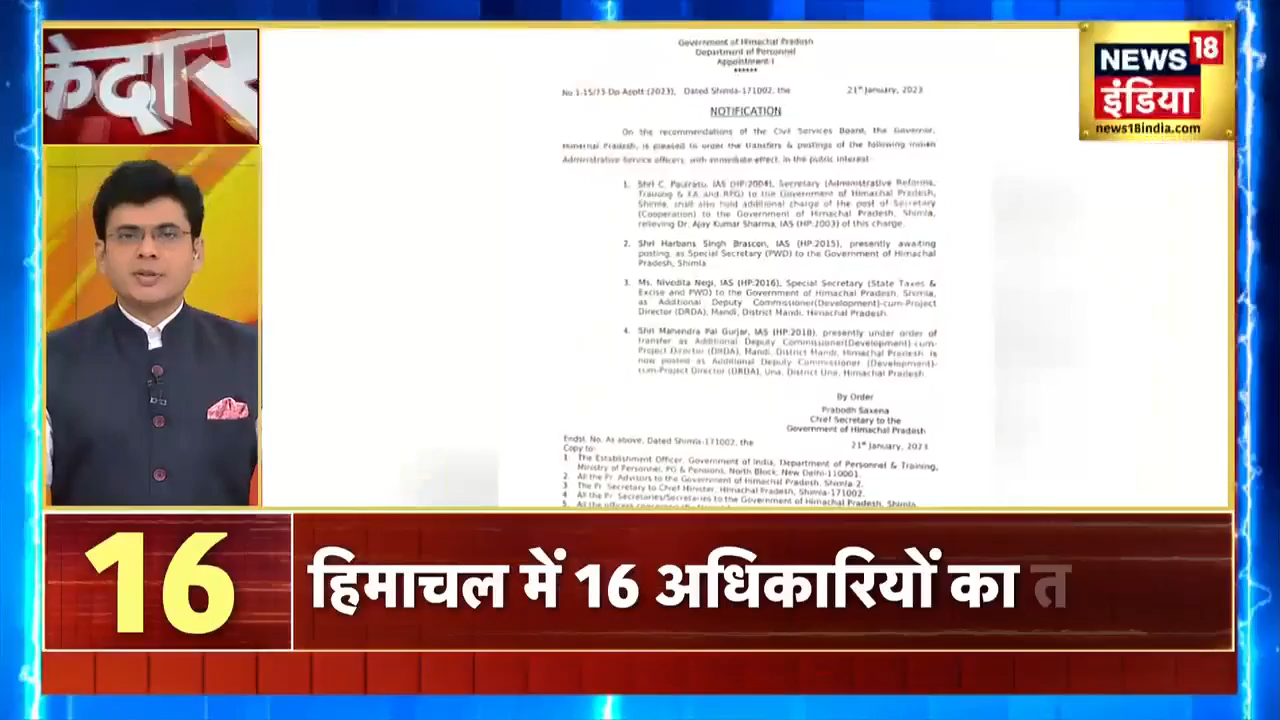 केदार
NEWS 18
इंडिया
news18india.com
Government of Himachal Pradesh
Department of Personnel
Appointment-I
******
No.1-15/73-Dp-Apptt.(2023), Dated Shimla-171002, the 21st January, 2023
NOTIFICATION
On the recommendations of the Civil Services Board, the Governor,
Himachal Pradesh, is pleased to order the transfers & postings of the following Indian
Administrative Service officers, with immediate effect, in the public interest:
1. Shri C. Paulrasu, IAS (HP:2004), Secretary (Administrative Reforms,
Training & FA and RPG) to the Government of Himachal Pradesh,
Shimla, shall also hold additional charge of the post of Secretary
(Cooperation) to the Government of Himachal Pradesh, Shimla,
relieving Dr. Ajay Kumar Sharma, IAS (HP:2003) of this charge.
2. Shri Harbans Singh Brascon, IAS (HP:2015), presently awaiting
posting, as Special Secretary (PWD) to the Government of Himachal
Pradesh, Shimla
3. Ms. Nivedita Negi, IAS (HP:2016), Special Secretary (State Taxes &
Excise and PWD) to the Government of Himachal Pradesh, Shimla,
as Additional Deputy Commissioner(Development)-cum-Project
Director (DRDA), Mandi, District Mandi, Himachal Pradesh.
4. Shri Mahendra Pal Gurjar, IAS (HP:2018), presently under order of
transfer as Additional Deputy Commissioner(Development)-cum-
Project Director (DRDA), Mandi, District Mandi, Himachal Pradesh is
now posted as Additional Deputy Commissioner (Development)-
cum-Project Director (DRDA), Una, District Una, Himachal Pradesh.
By Order
Prabodh Saxena
Chief Secretary to the
Government of Himachal Pradesh
Endst. No. As above, Dated Shimla-171002, the 21st January, 2023
Copy to:
1. The Establishment Officer, Government of India, Department of Personnel & Training,
Ministry of Personnel, PG & Pensions, North Block, New Delhi-110001.
2. All the Pr. Advisors to the Government of Himachal Pradesh, Shimla-2.
3. The Pr. Secretary to Chief Minister, Himachal Pradesh, Shimla-171002.
4. All the Pr. Secretaries/Secretaries to the Government of Himachal Pradesh, Shimla.
16
हिमाचल में 16 अधिकारियों का त